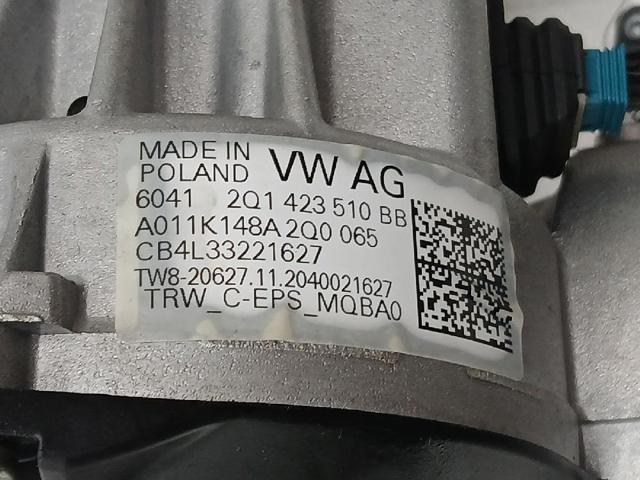 MADE IN
POLAND VW AG
6041 2Q1 423 510 BB
A011K148A 2Q0 065
CB4L33221627
TW8-20627.11.2040021627
TRW_C-EPS_MQBA0